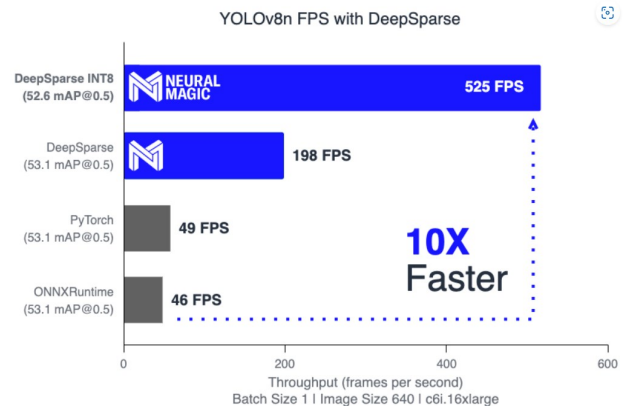 YOLOv8n FPS with DeepSparse
DeepSparse INT8
(52.6 mAP@0.5)
NEURAL
MAGIC
525 FPS
DeepSparse
(53.1 mAP@0.5)
198 FPS
PyTorch
(53.1 mAP@0.5)
49 FPS
10X
Faster
ONNXRuntime
(53.1 mAP@0.5)
46 FPS
0
200
400
600
Throughput (frames per second)
Batch Size 1 | Image Size 640 | c6i.16xlarge